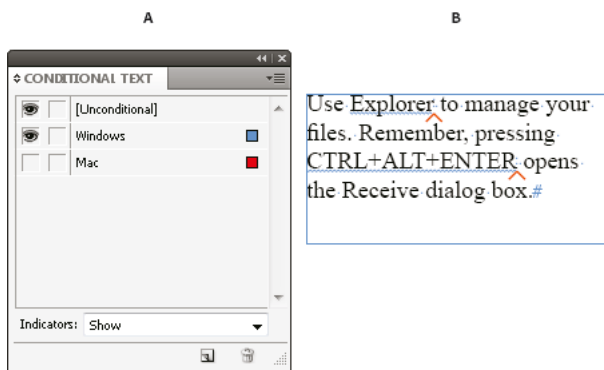 A
B
CONDITIONAL TEXT
[Unconditional]
Windows
Mac
Indicators: Show
Use Explorer to manage your
files. Remember, pressing
CTRL+ALT+ENTER opens
the Receive dialog box.#